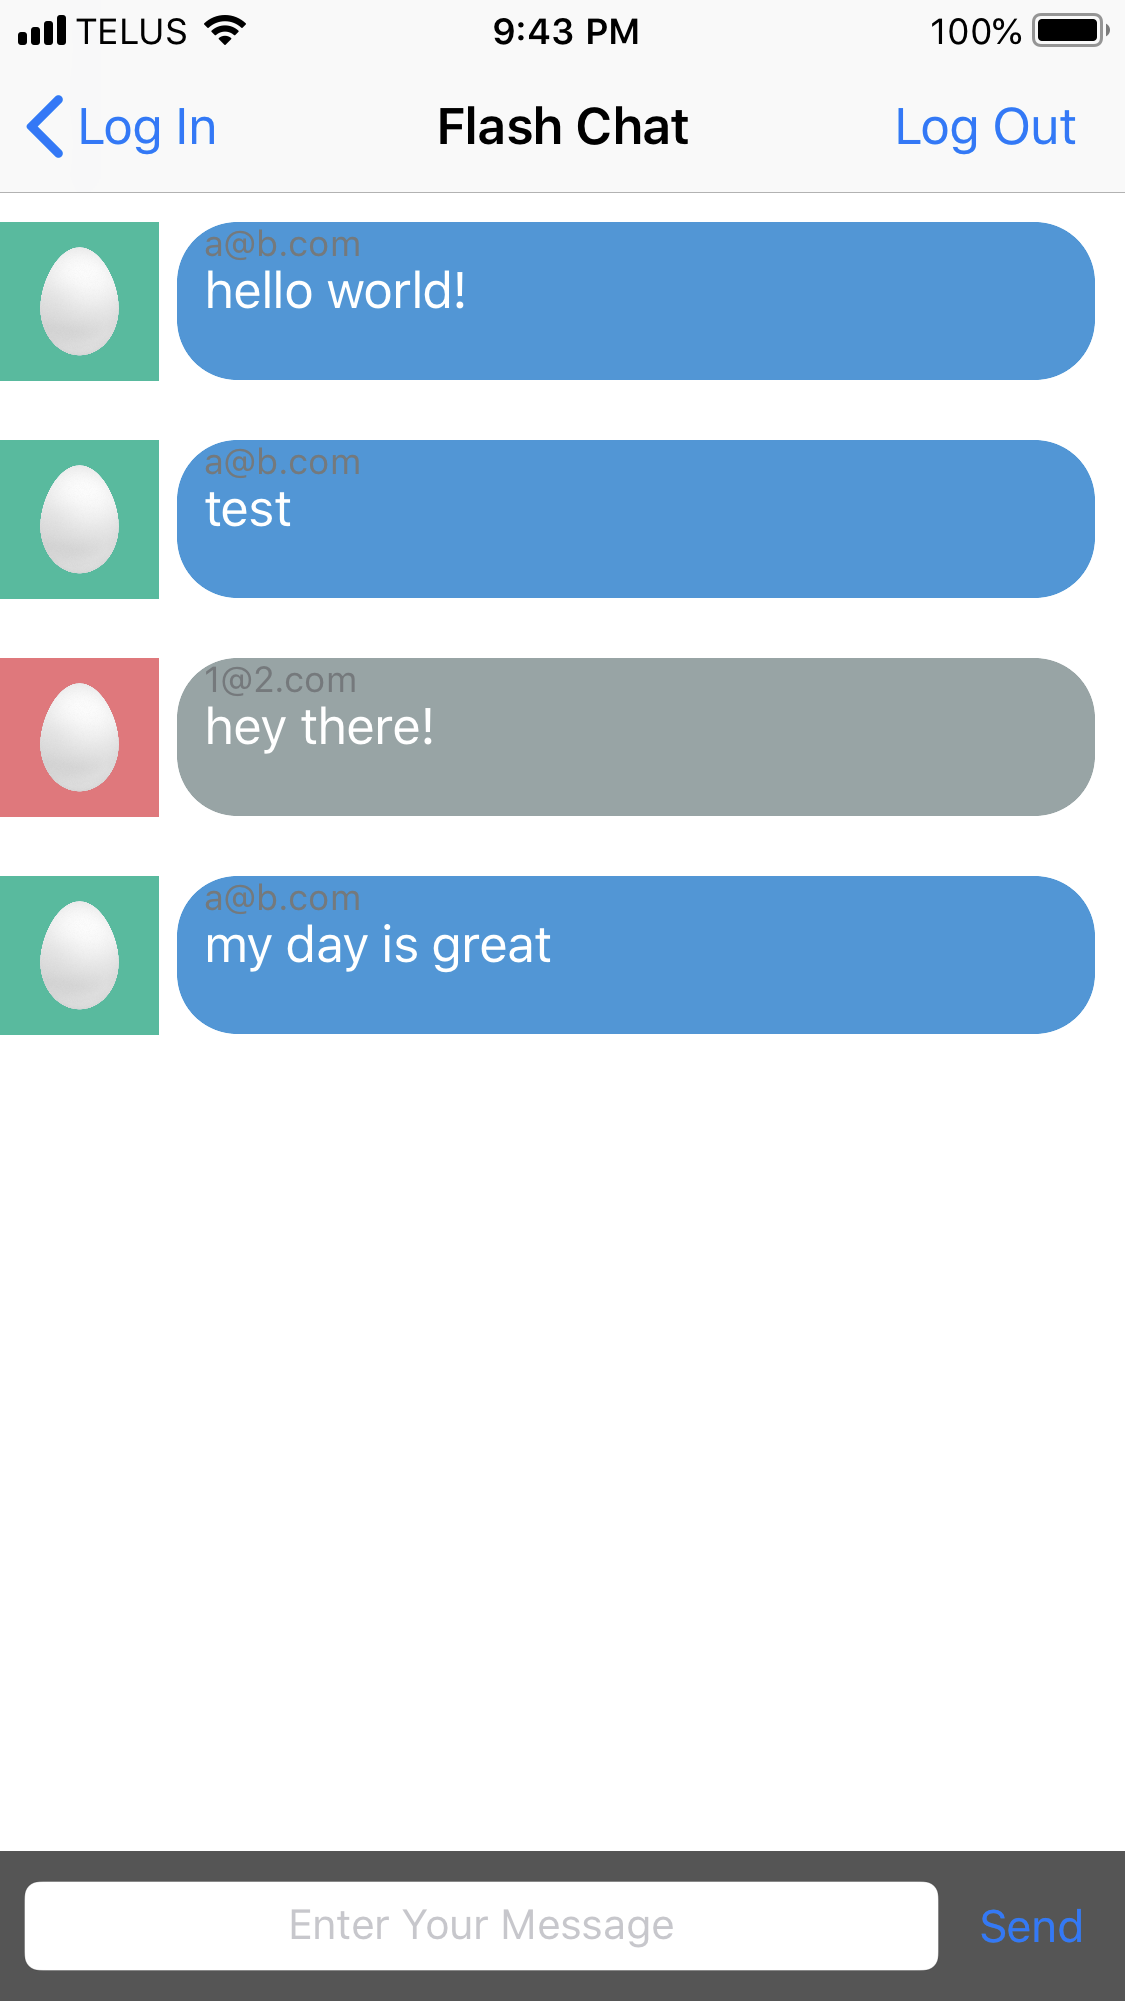 TELUS 9:43 PM 100%
Log In Flash Chat Log Out
a@b.com
hello world!
a@b.com
test
1@2.com
hey there!
a@b.com
my day is great
Enter Your Message Send